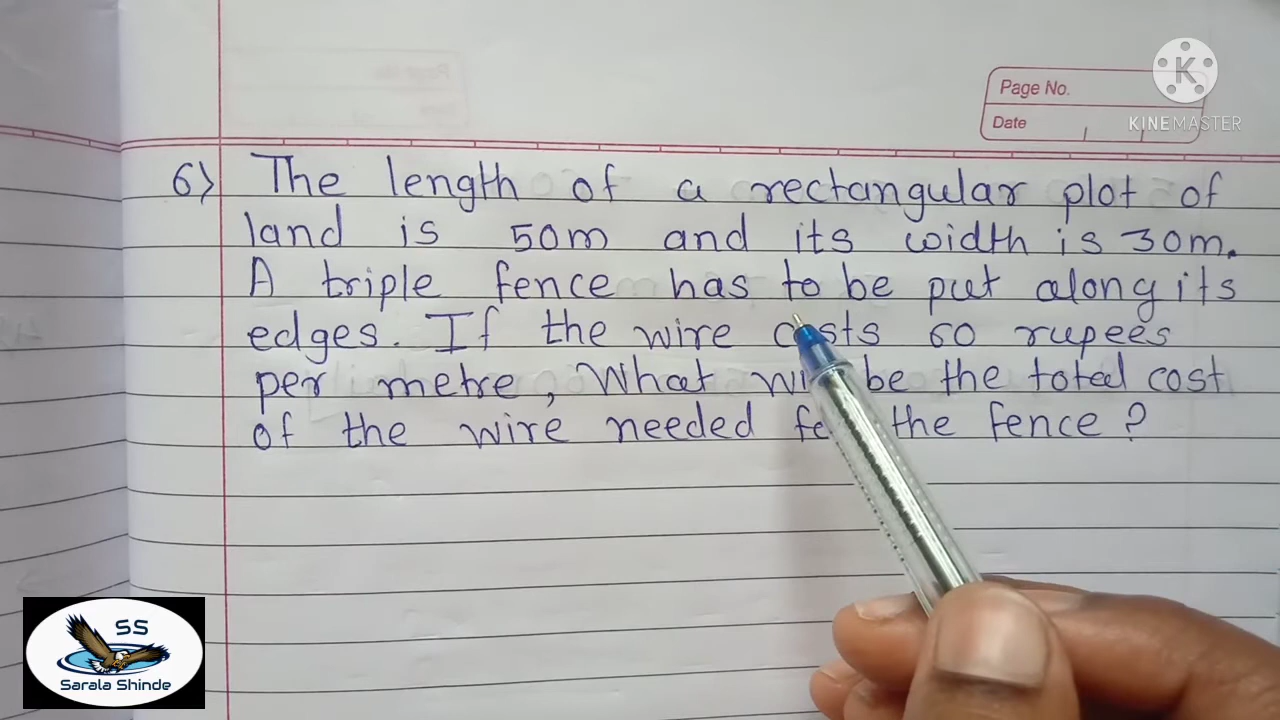 Page No.
Date
KINEMASTER
6) The length of a rectangular plot of
land is 50m and its width is 30m.
A triple fence has to be put along its
edges. If the wire costs 60 rupees
per metre, What be the total cost
of the wire needed the fence?
SS
Sarala Shinde